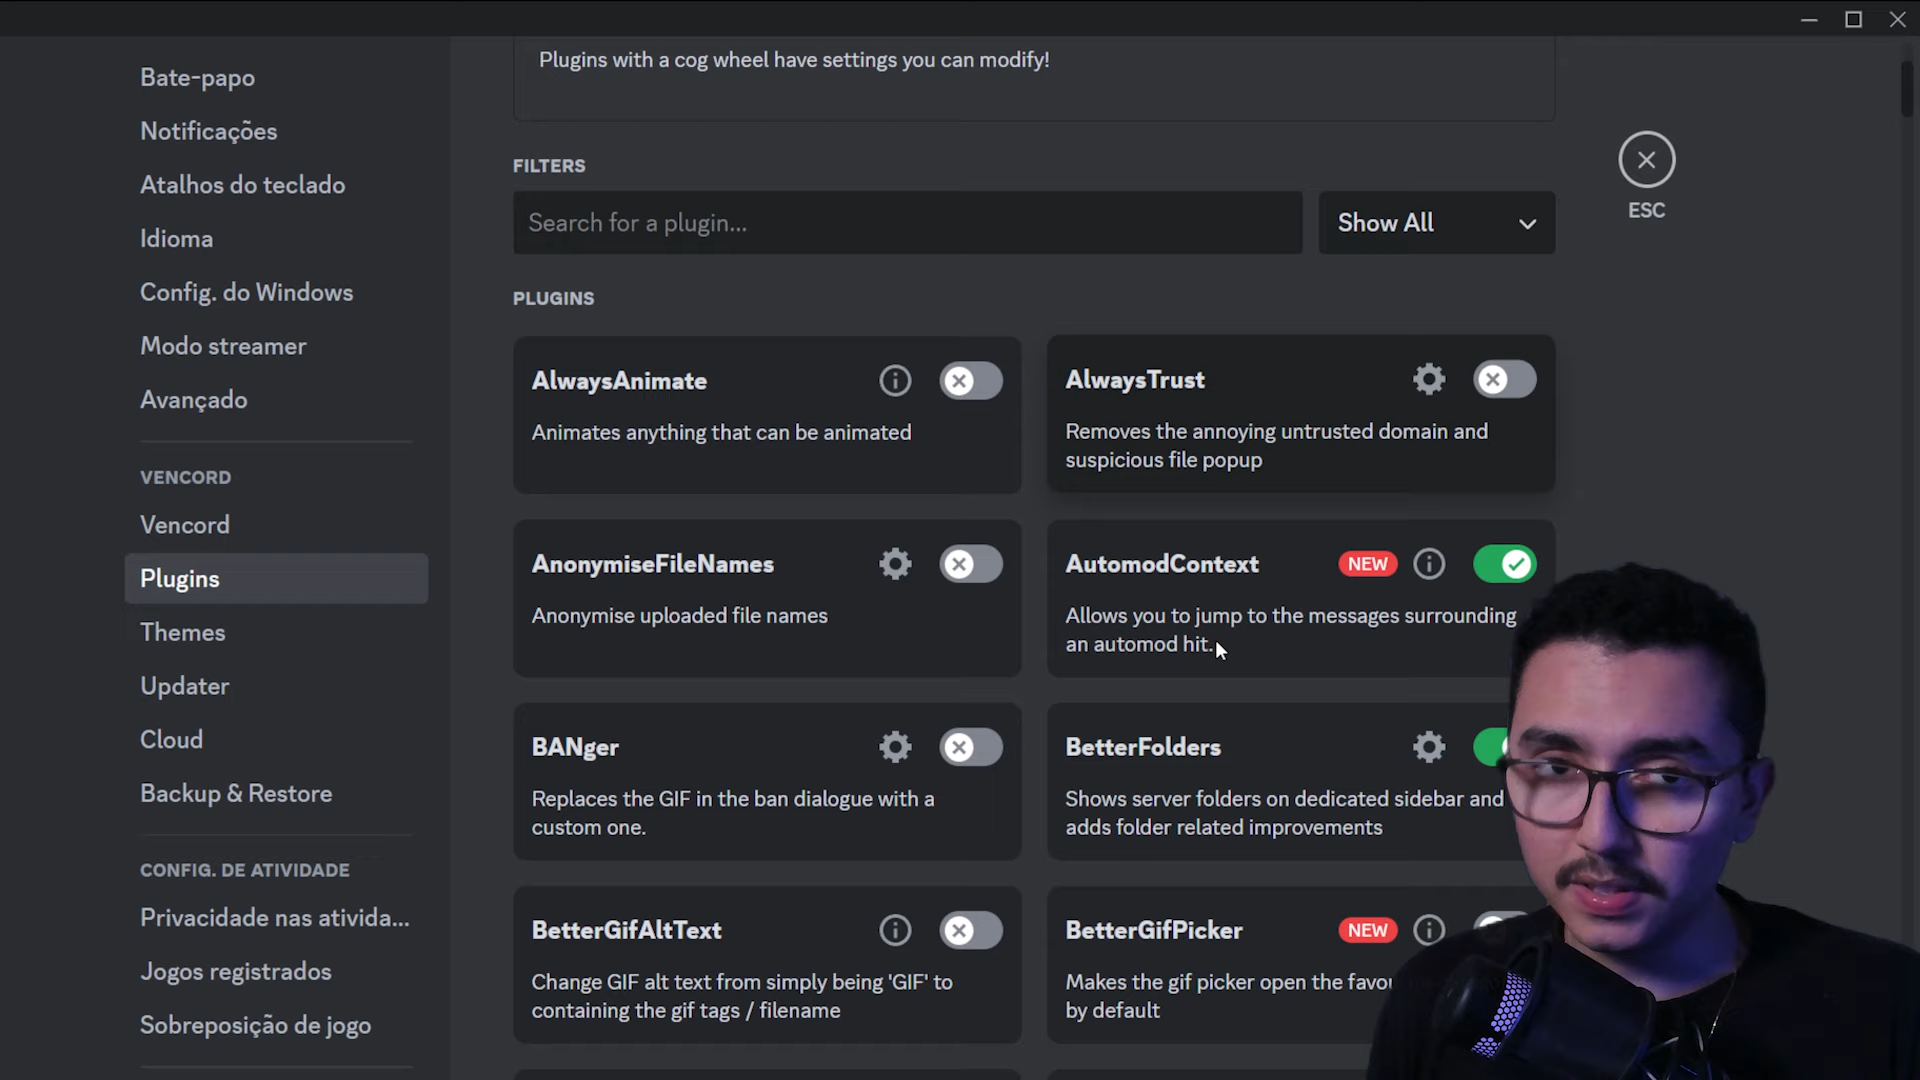 Bate-papo
Notificações
Atalhos do teclado
Idioma
Config. do Windows
Modo streamer
Avançado
VENCORD
Vencord
Plugins
Themes
Updater
Cloud
Backup & Restore
CONFIG. DE ATIVIDADE
Privacidade nas ativida...
Jogos registrados
Sobreposição de jogo
Plugins with a cog wheel have settings you can modify!
FILTERS
Search for a plugin...
Show All
ESC
PLUGINS
AlwaysAnimate
Animates anything that can be animated
AlwaysTrust
Removes the annoying untrusted domain and
suspicious file popup
AnonymiseFileNames
Anonymise uploaded file names
AutomodContext NEW
Allows you to jump to the messages surrounding
an automod hit.
BANger
Replaces the GIF in the ban dialogue with a
custom one.
BetterFolders
Shows server folders on dedicated sidebar and
adds folder related improvements
BetterGifAltText
Change GIF alt text from simply being 'GIF' to
containing the gif tags / filename
BetterGifPicker NEW
Makes the gif picker open the favou
by default